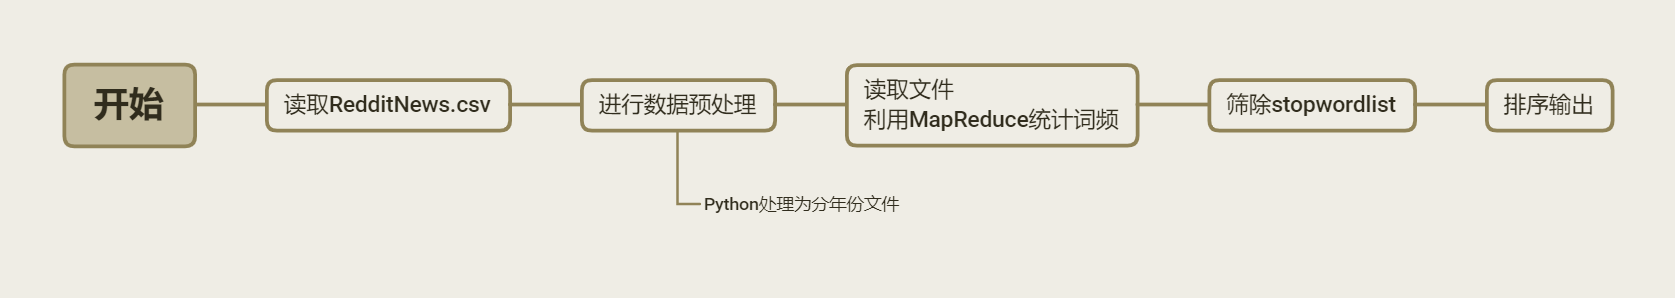 开始
读取RedditNews.csv
进行数据预处理
读取文件
利用MapReduce统计词频
筛除stopwordlist
排序输出
Python处理为分年份文件